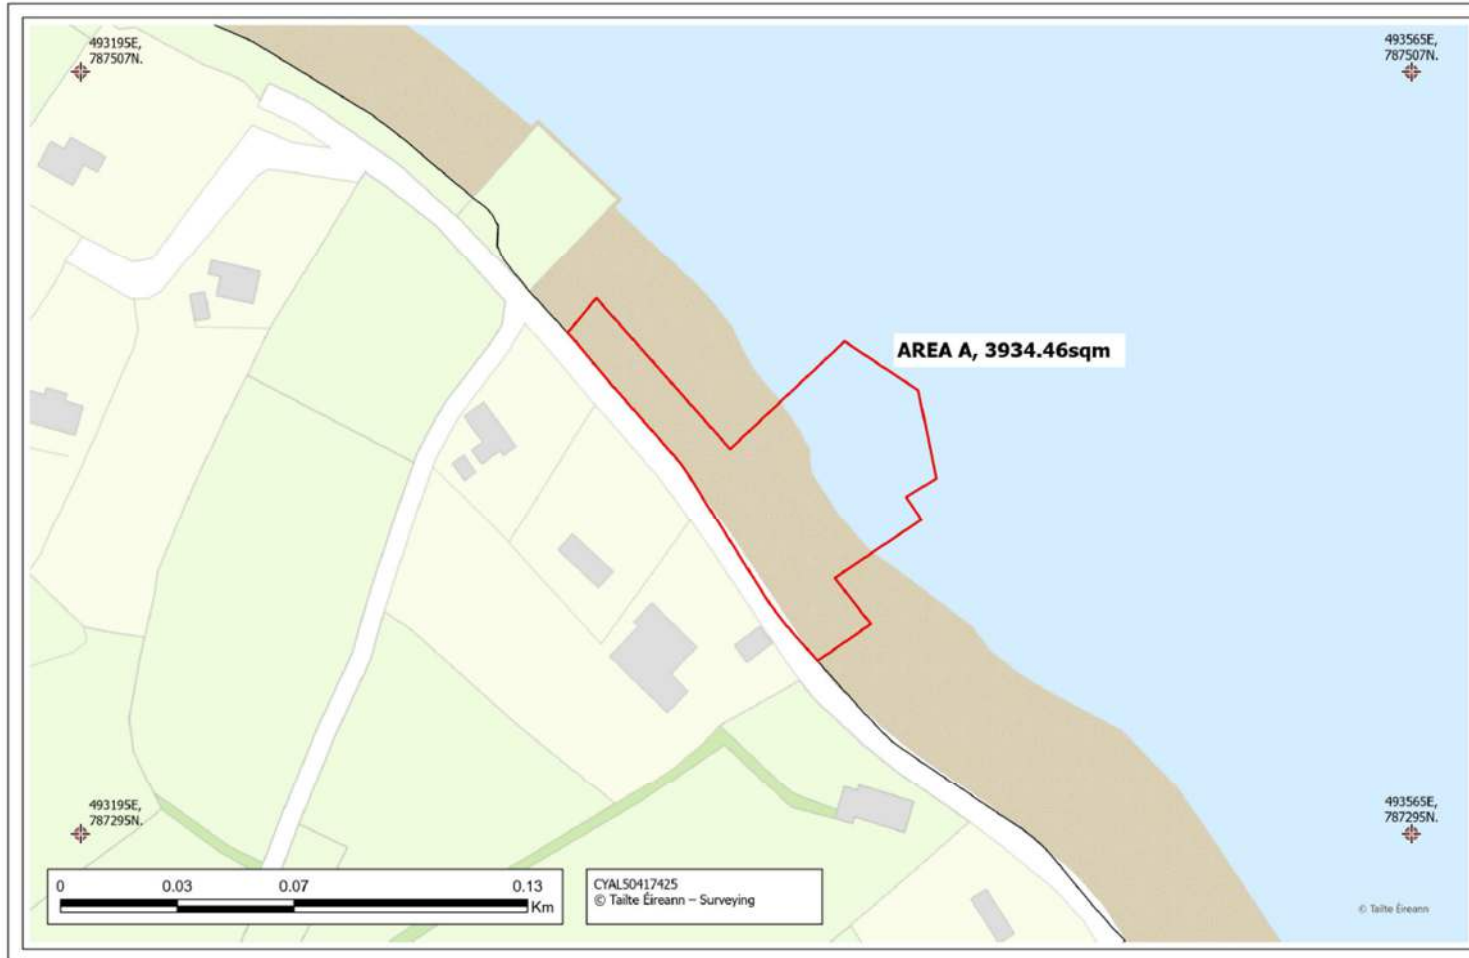 493195E,
787507N.
493565E,
787507N.
AREA A, 3934.46sqm
493195E,
787295N.
493565E,
787295N.
0 0.03 0.07 0.13
Km
CYAL50417425
© Tailte Éireann – Surveying
© Tailte Éireann